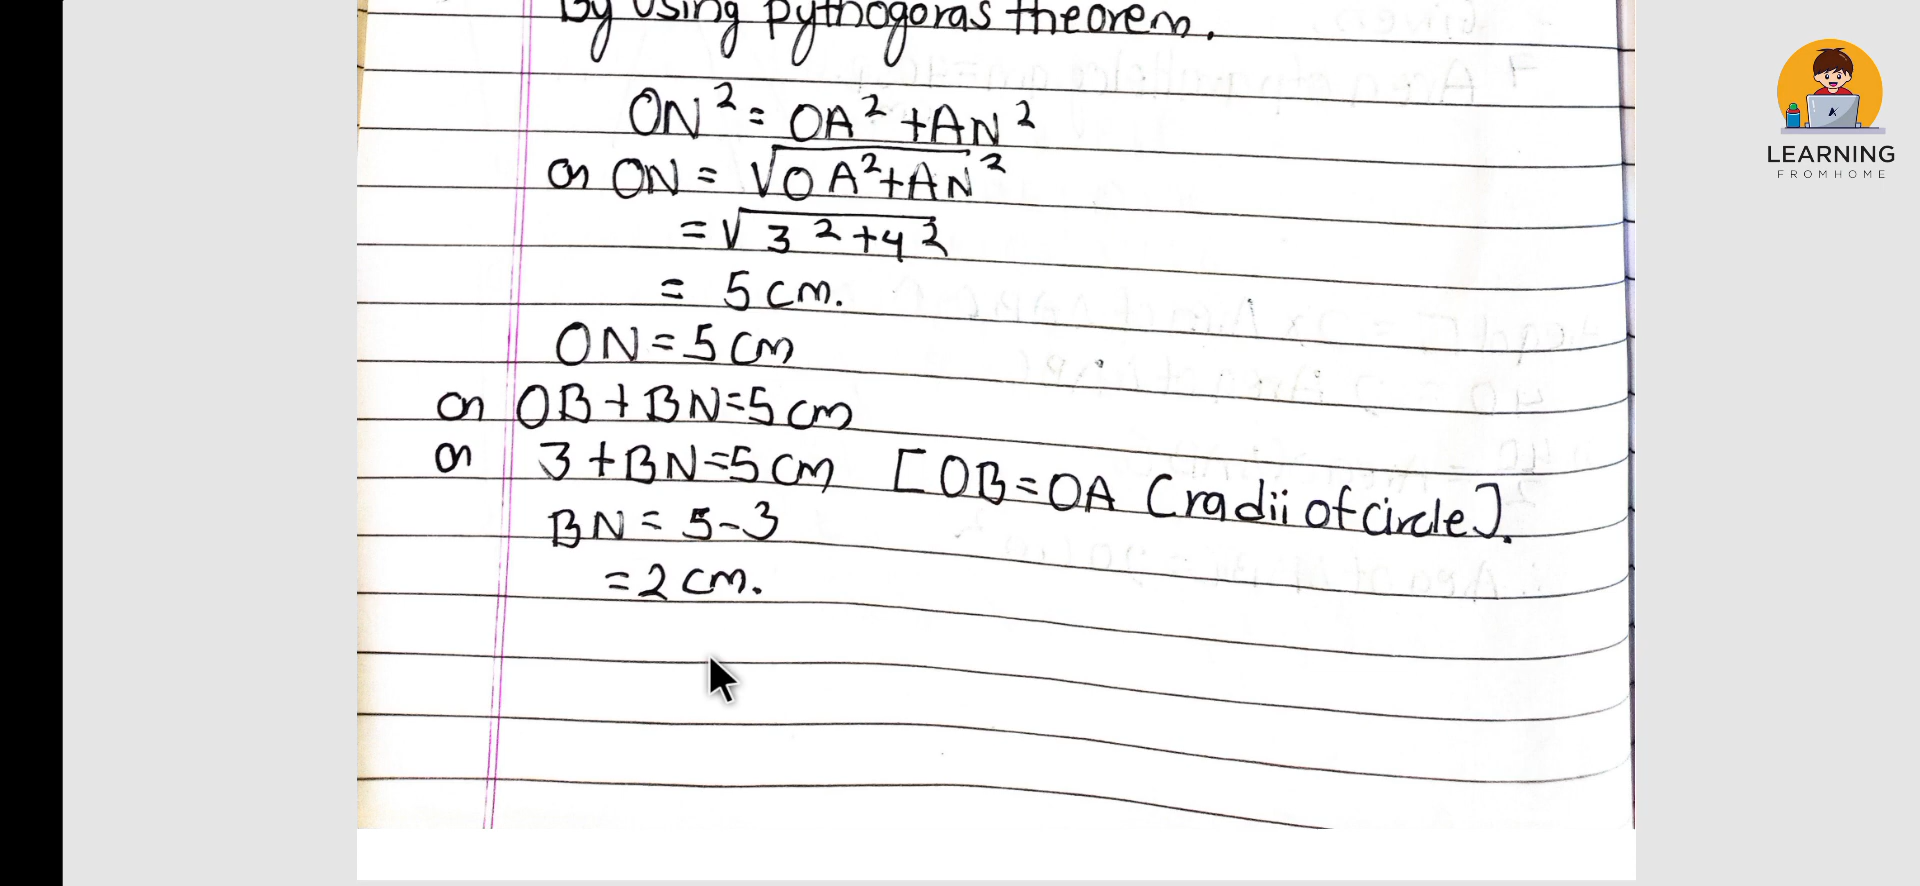 By using pythogoras theorem.
ON² = OA² + AN²
or ON = √OA²+AN²
= √3²+4²
= 5 cm.
ON = 5 cm
or OB + BN = 5 cm
or 3 + BN = 5 cm [OB = OA (radii of circle].
BN = 5 - 3
= 2 cm.
LEARNING
FROMHOME